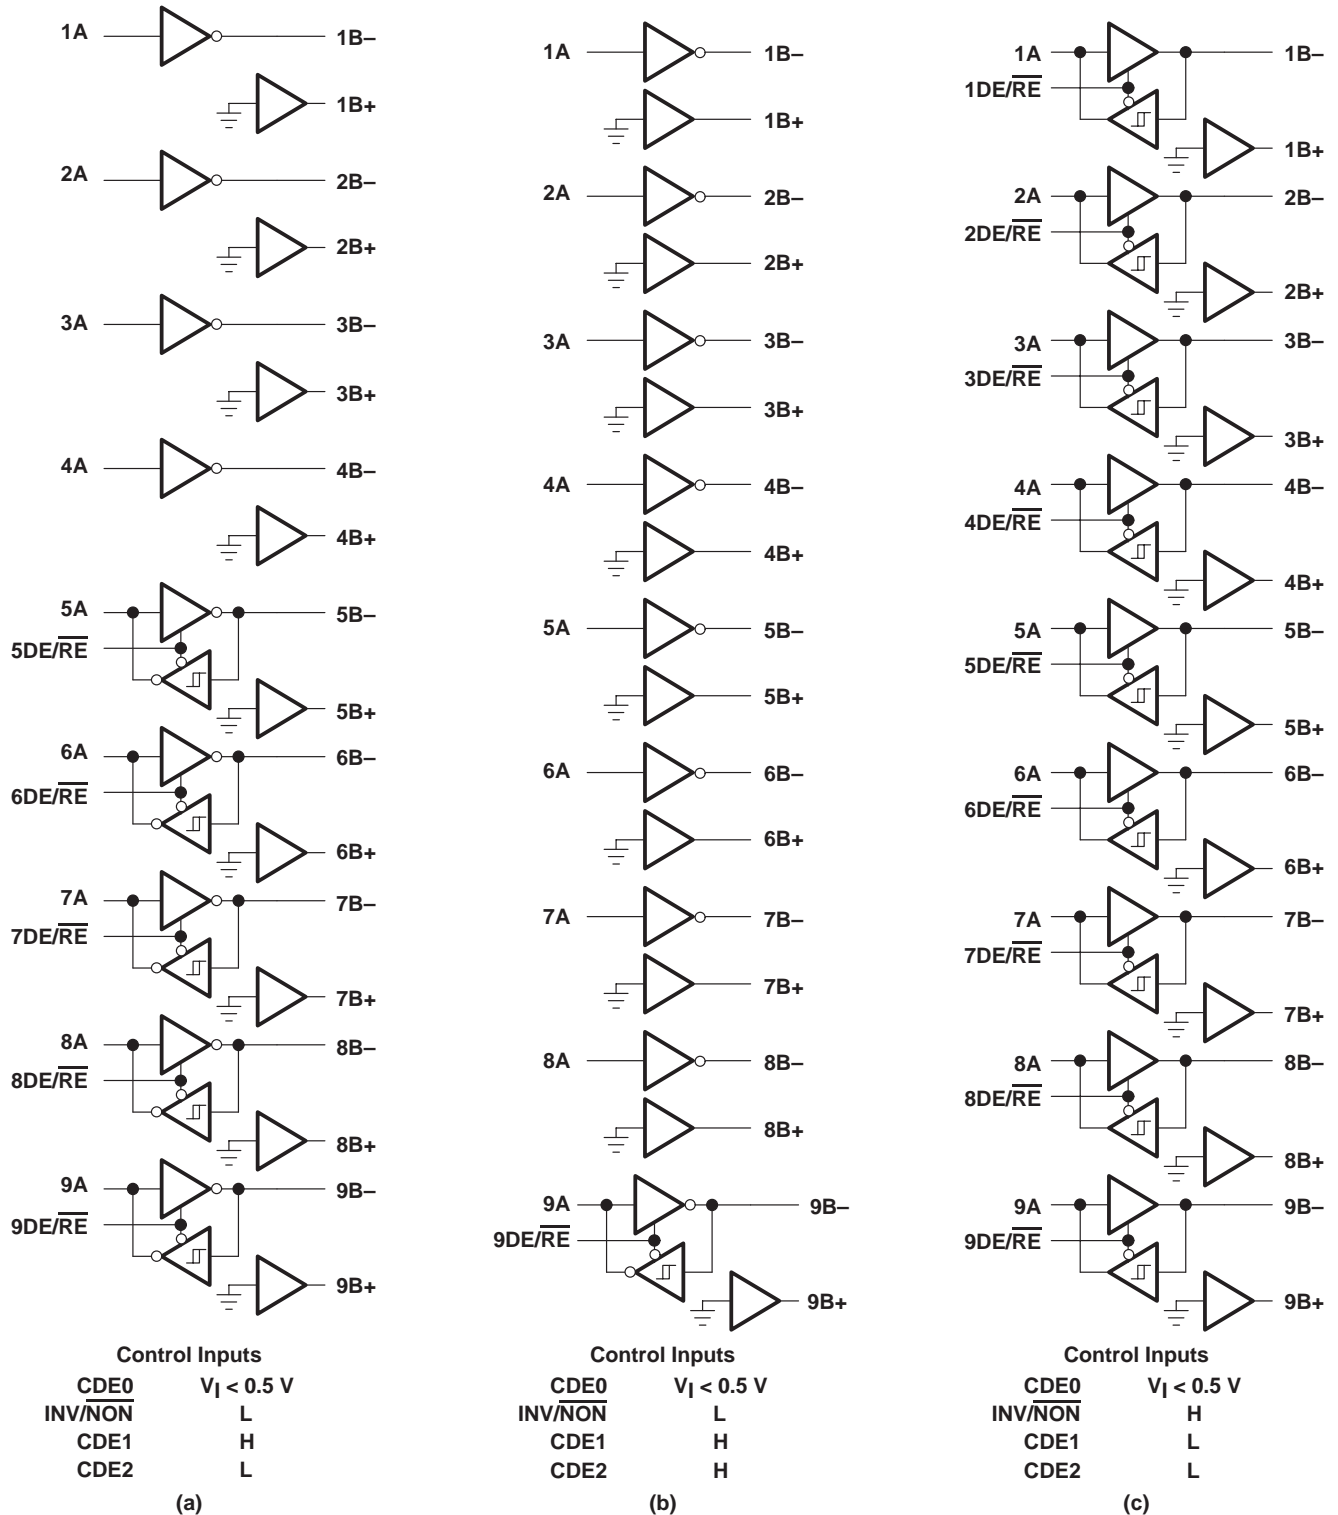 1A 1B–
1B+
2A 2B–
2B+
3A 3B–
3B+
4A 4B–
4B+
5A 5B–
5DE/RE
5B+
6A 6B–
6DE/RE
6B+
7A 7B–
7DE/RE
7B+
8A 8B–
8DE/RE
8B+
9A 9B–
9DE/RE
9B+
Control Inputs
CDE0 VI < 0.5 V
INV/NON L
CDE1 H
CDE2 L
(a)
1A 1B–
1B+
2A 2B–
2B+
3A 3B–
3B+
4A 4B–
4B+
5A 5B–
5B+
6A 6B–
6B+
7A 7B–
7B+
8A 8B–
8B+
9A 9B–
9DE/RE
9B+
Control Inputs
CDE0 VI < 0.5 V
INV/NON L
CDE1 H
CDE2 H
(b)
1A 1B–
1DE/RE
1B+
2A 2B–
2DE/RE
2B+
3A 3B–
3DE/RE
3B+
4A 4B–
4DE/RE
4B+
5A 5B–
5DE/RE
5B+
6A 6B–
6DE/RE
6B+
7A 7B–
7DE/RE
7B+
8A 8B–
8DE/RE
8B+
9A 9B–
9DE/RE
9B+
Control Inputs
CDE0 VI < 0.5 V
INV/NON H
CDE1 L
CDE2 L
(c)